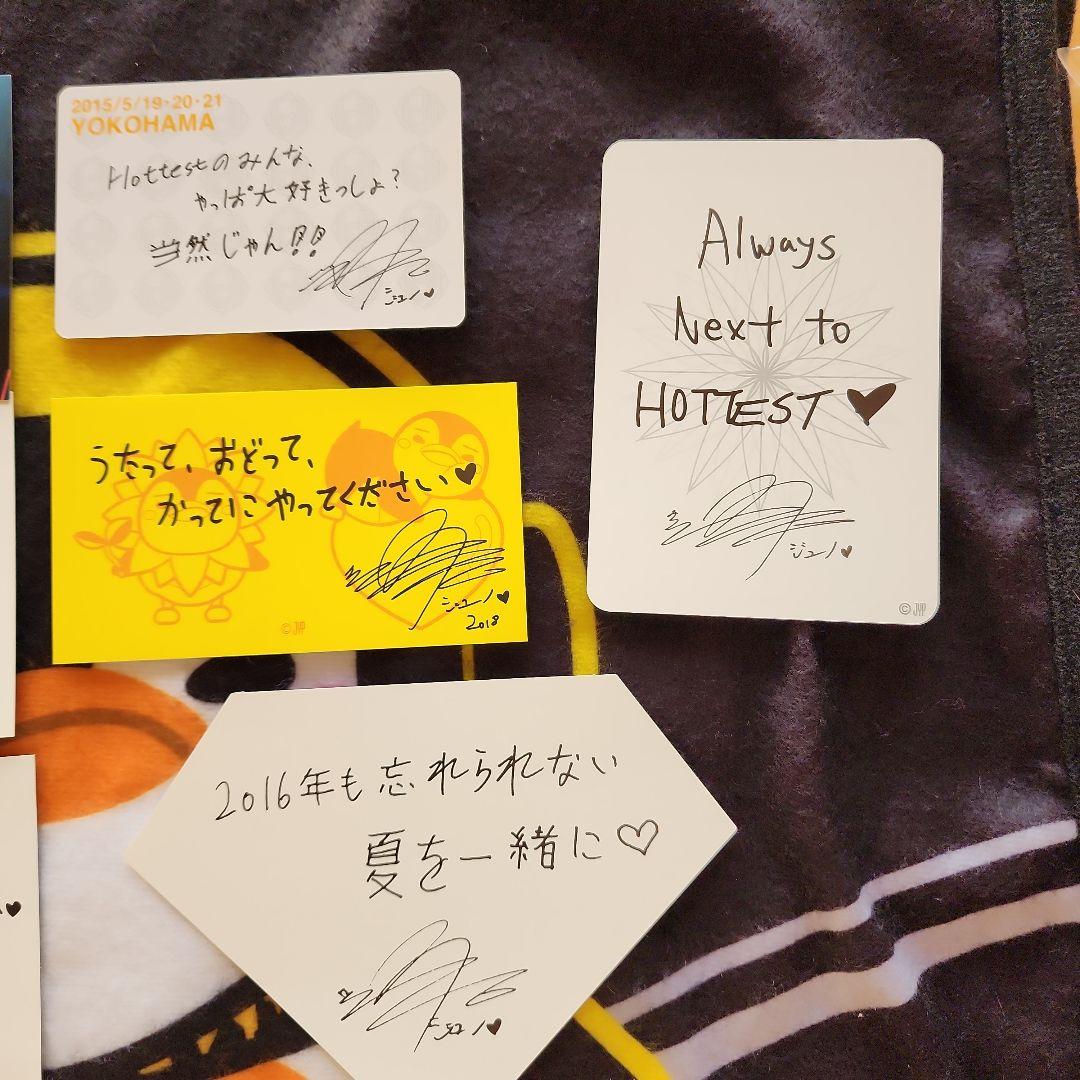 2015/5/19・20・21
YOKOHAMA
Hottestのみんな、
やっぱ大好きっしょ?
当然じゃん!!
ジュノ♥
うたって、おどって、
かってにやってください♥
ジュノ♥
2018
©JYP
Always
Next to
HOTTEST♥
ジュノ♥
©JYP
2016年も忘れられない
夏を一緒に♡
ジュノ♥